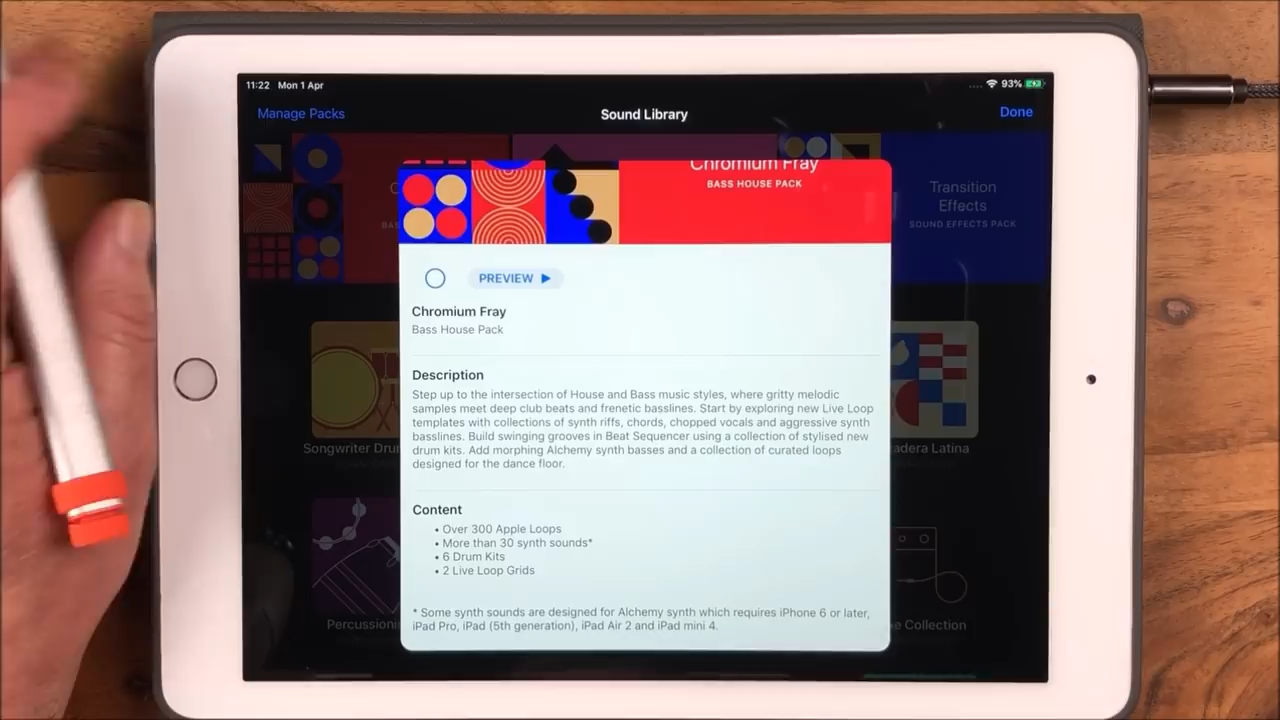 11:22 Mon 1 Apr
93%
Manage Packs
Sound Library
Done
Chromium Fray
BASS HOUSE PACK
Transition
Effects
SOUND EFFECTS PACK
PREVIEW
Chromium Fray
Bass House Pack
Description
Step up to the intersection of House and Bass music styles, where gritty melodic
samples meet deep club beats and frenetic basslines. Start by exploring new Live Loop
templates with collections of synth riffs, chords, chopped vocals and aggressive synth
basslines. Build swinging grooves in Beat Sequencer using a collection of stylised new
drum kits. Add morphing Alchemy synth basses and a collection of curated loops
designed for the dance floor.
Content
• Over 300 Apple Loops
• More than 30 synth sounds*
• 6 Drum Kits
• 2 Live Loop Grids
* Some synth sounds are designed for Alchemy synth which requires iPhone 6 or later,
iPad Pro, iPad (5th generation), iPad Air 2 and iPad mini 4.
Songwriter Dru
adera Latina
Percussioni
e Collection